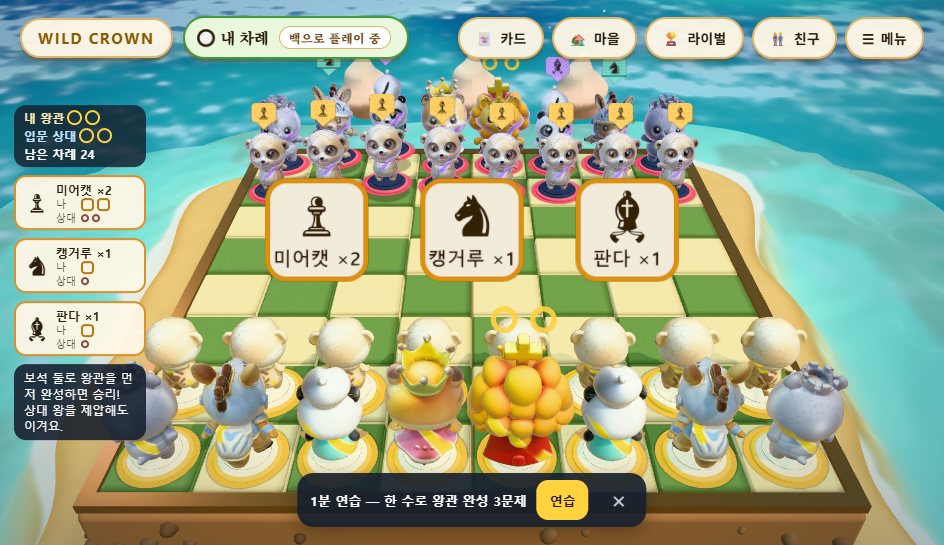 WILD CROWN
내 차례
백으로 플레이 중
카드
마을
라이벌
친구
메뉴
내 왕관
입문 상대
남은 차례 24
미어캣 ×2
나
상대
캥거루 ×1
나
상대
판다 ×1
나
상대
보석 둘로 왕관을 먼
저 완성하면 승리!
상대 왕을 제압해도
이겨요.
미어캣 ×2
캥거루 ×1
판다 ×1
1분 연습 — 한 수로 왕관 완성 3문제
연습